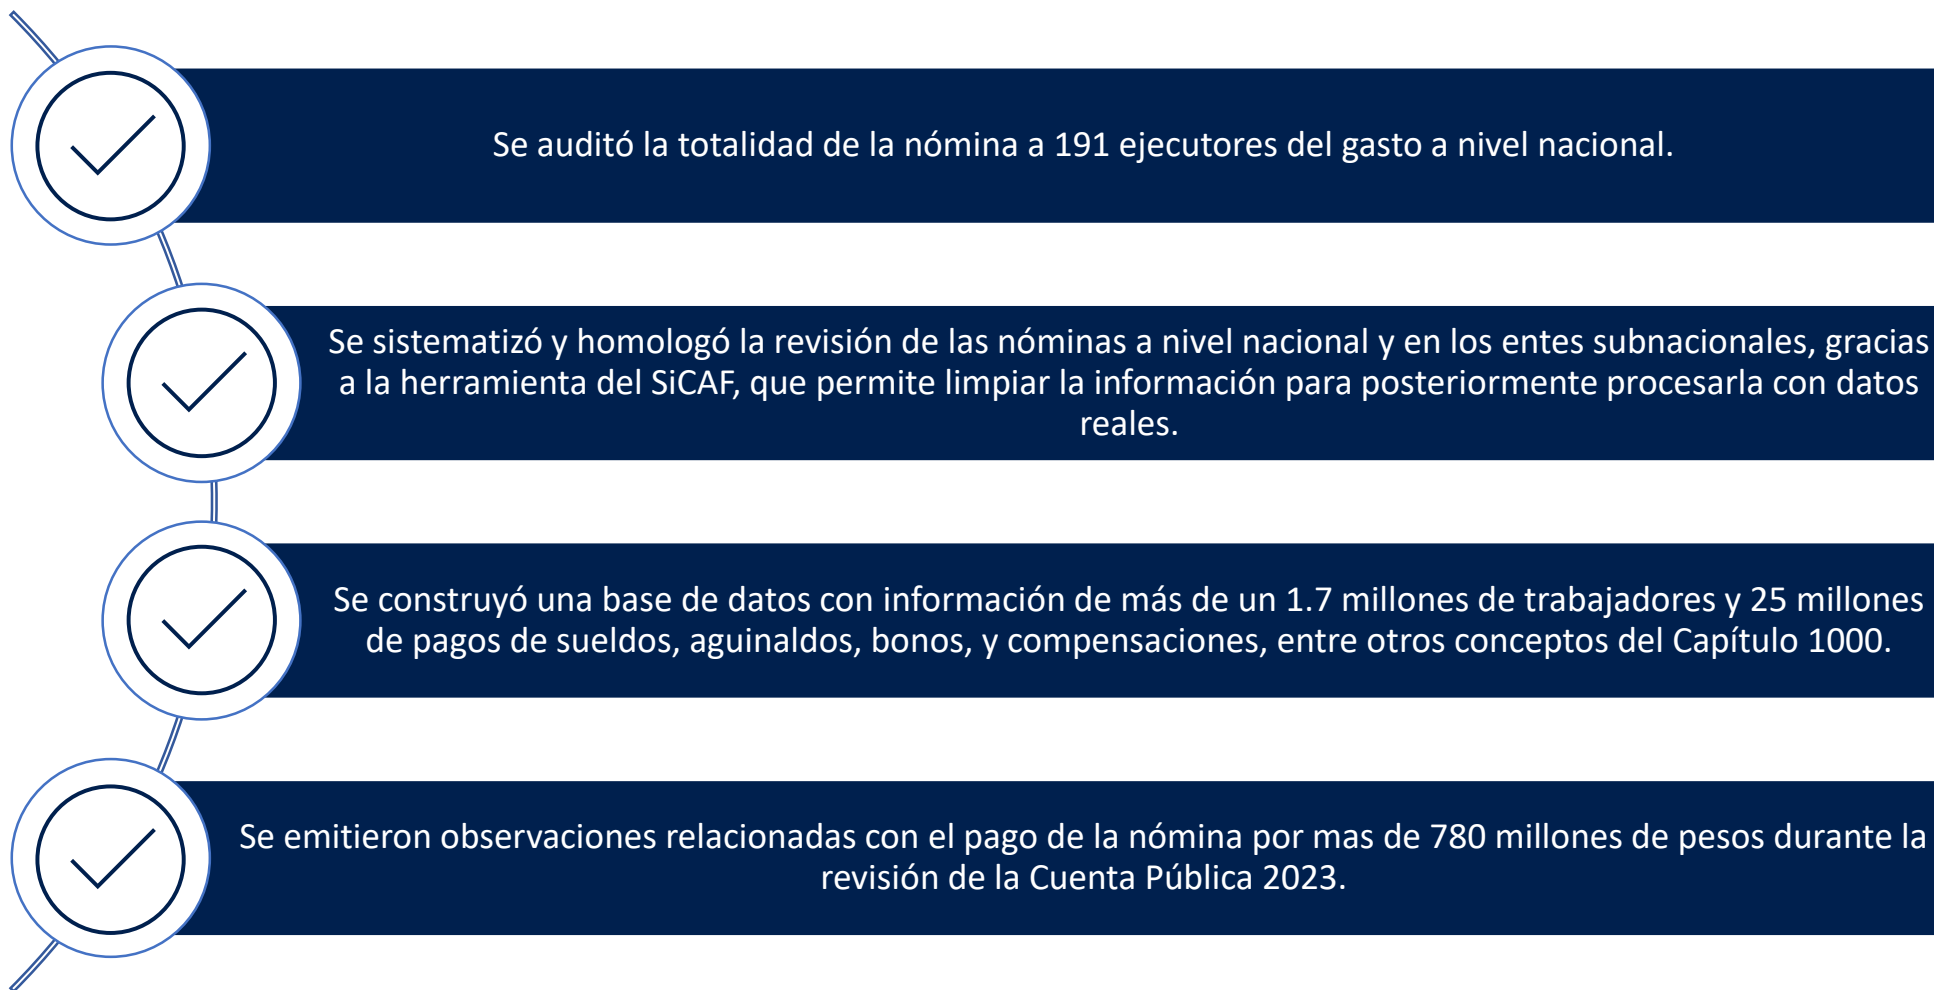 Se auditó la totalidad de la nómina a 191 ejecutores del gasto a nivel nacional.
Se sistematizó y homologó la revisión de las nóminas a nivel nacional y en los entes subnacionales, gracias
a la herramienta del SiCAF, que permite limpiar la información para posteriormente procesarla con datos
reales.
Se construyó una base de datos con información de más de un 1.7 millones de trabajadores y 25 millones
de pagos de sueldos, aguinaldos, bonos, y compensaciones, entre otros conceptos del Capítulo 1000.
Se emitieron observaciones relacionadas con el pago de la nómina por mas de 780 millones de pesos durante la
revisión de la Cuenta Pública 2023.